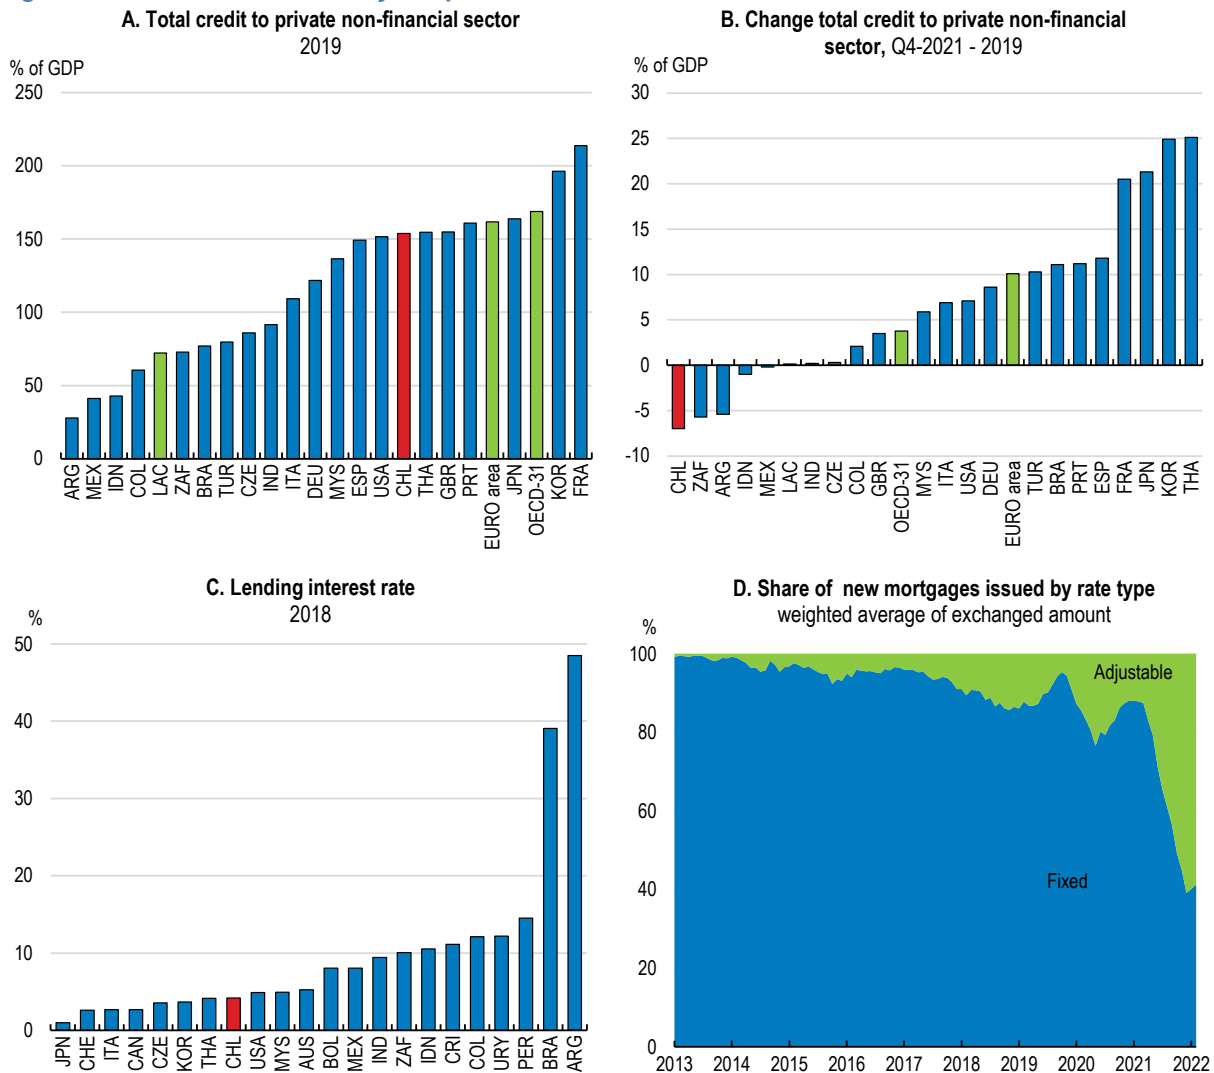 A. Total credit to private non-financial sector
2019
% of GDP
250
200
150
100
50
0
ARG MEX IDN COL LAC ZAF BRA TUR CZE IND ITA DEU MYS ESP USA CHL THA GBR PRT EURO area JPN OECD-31 KOR FRA
B. Change total credit to private non-financial
sector, Q4-2021 - 2019
% of GDP
30
25
20
15
10
5
0
-5
-10
CHL ZAF ARG IDN MEX LAC IND CZE COL GBR OECD-31 MYS ITA USA DEU EURO area TUR BRA PRT ESP FRA JPN KOR THA
C. Lending interest rate
2018
%
50
40
30
20
10
0
JPN CHE ITA CAN CZE KOR THA CHL USA MYS AUS BOL MEX IND ZAF IDN CRI COL URY PER BRA ARG
D. Share of new mortgages issued by rate type
weighted average of exchanged amount
%
100
80
60
40
20
0
Adjustable
Fixed
2013 2014 2015 2016 2017 2018 2019 2020 2021 2022